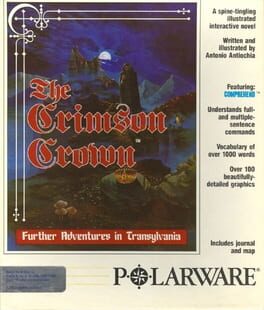 The
Crimson
Crown™
Further Adventures in Transylvania
A spine-tingling
illustrated
interactive novel
Written and
illustrated by
Antonio Antiochia
Featuring:
COMPREHEND™
Understands full-
and multiple-
sentence
commands
Vocabulary of
over 1000 words
Over 100
beautifully-
detailed graphics
Includes journal
and map
POLARWARE